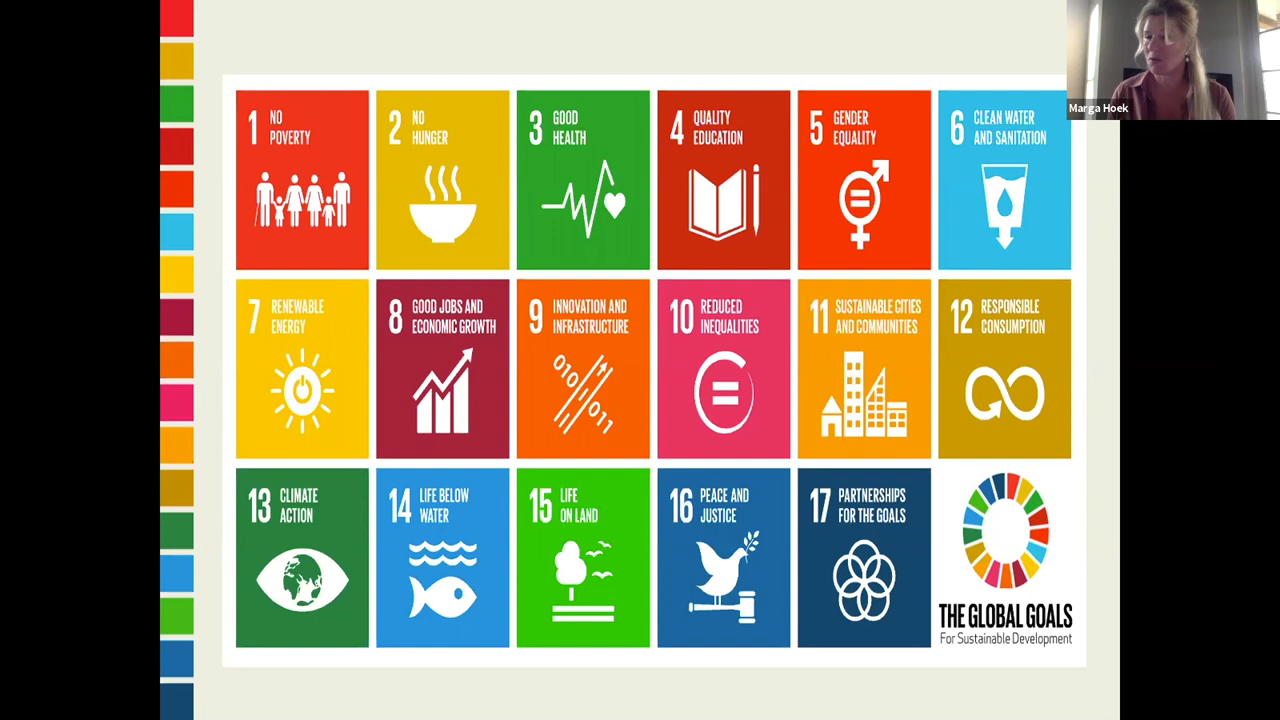 Marga Hoek
1 NO
POVERTY
2 NO
HUNGER
3 GOOD
HEALTH
4 QUALITY
EDUCATION
5 GENDER
EQUALITY
6 CLEAN WATER
AND SANITATION
7 RENEWABLE
ENERGY
8 GOOD JOBS AND
ECONOMIC GROWTH
9 INNOVATION AND
INFRASTRUCTURE
010
011
10 REDUCED
INEQUALITIES
11 SUSTAINABLE CITIES
AND COMMUNITIES
12 RESPONSIBLE
CONSUMPTION
13 CLIMATE
ACTION
14 LIFE BELOW
WATER
15 LIFE
ON LAND
16 PEACE AND
JUSTICE
17 PARTNERSHIPS
FOR THE GOALS
THE GLOBAL GOALS
For Sustainable Development